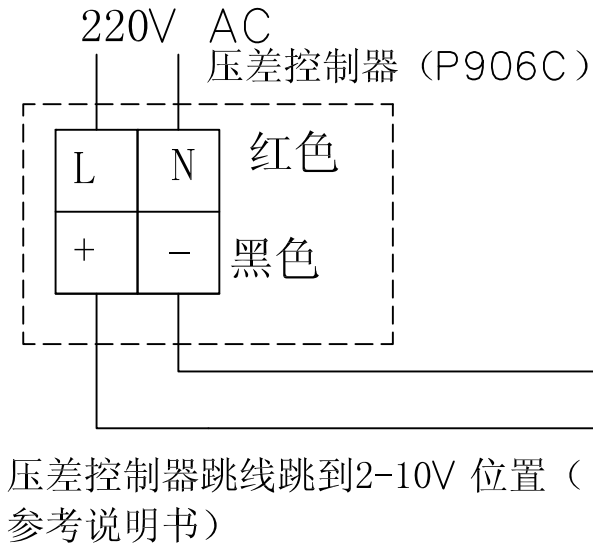 220V AC
压差控制器（P906C）
L N 红色
+ − 黑色
压差控制器跳线跳到2-10V 位置（
参考说明书）